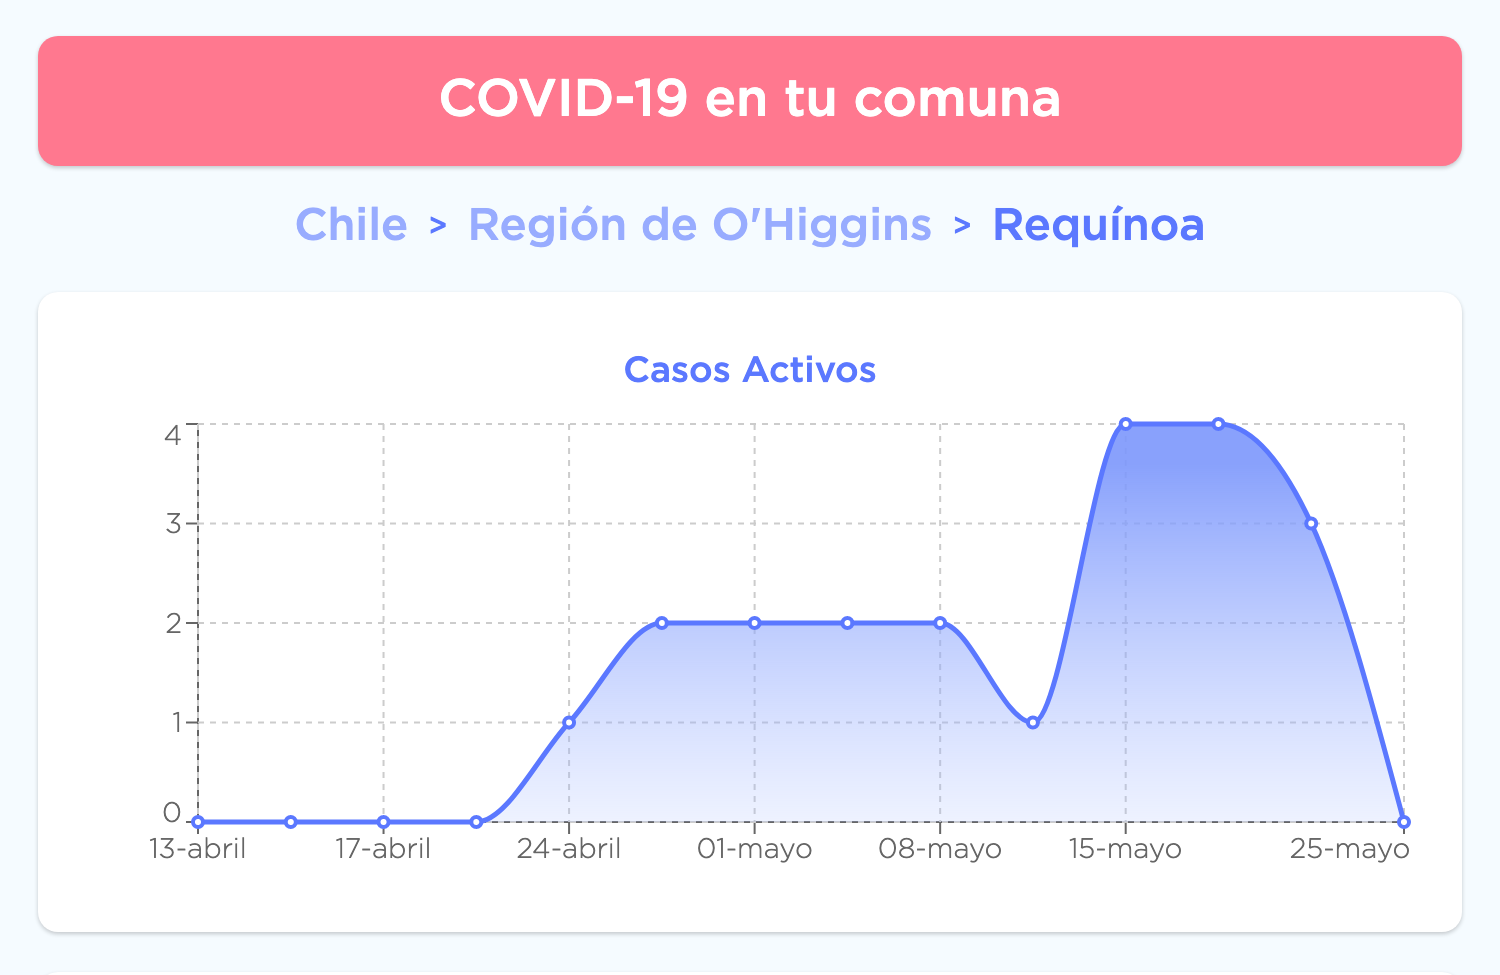 COVID-19 en tu comuna
Chile > Región de O'Higgins > Requínoa
Casos Activos
4
3
2
1
0
13-abril 17-abril 24-abril 01-mayo 08-mayo 15-mayo 25-mayo